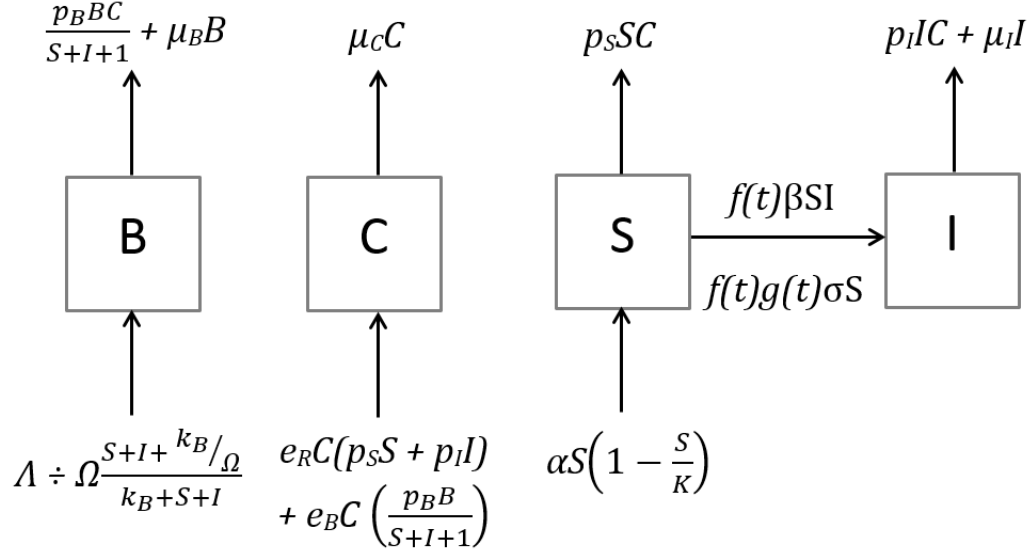 p_B BC/(S+I+1) + μ_B B
μ_C C
p_S SC
p_I IC + μ_I I
B
C
S
I
f(t)βSI
f(t)g(t)σS
Λ ÷ Ω (S+I+ k_B/Ω)/(k_B+S+I)
e_R C(p_S S + p_I I)
+ e_B C (p_B B/(S+I+1))
αS(1 − S/K)